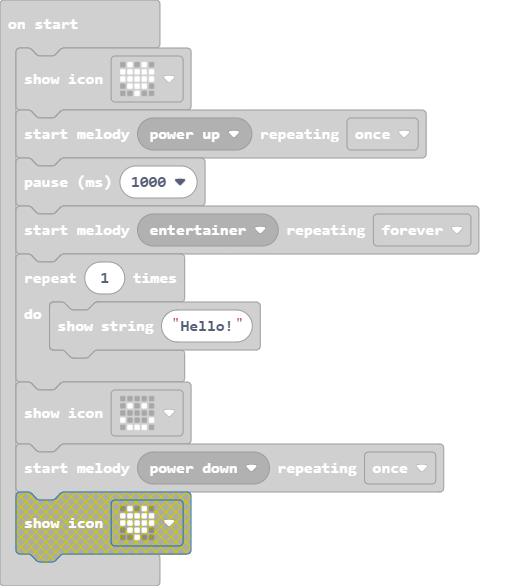 on start
show icon
start melody power up repeating once
pause (ms) 1000
start melody entertainer repeating forever
repeat 1 times
do
show string "Hello!"
show icon
start melody power down repeating once
show icon